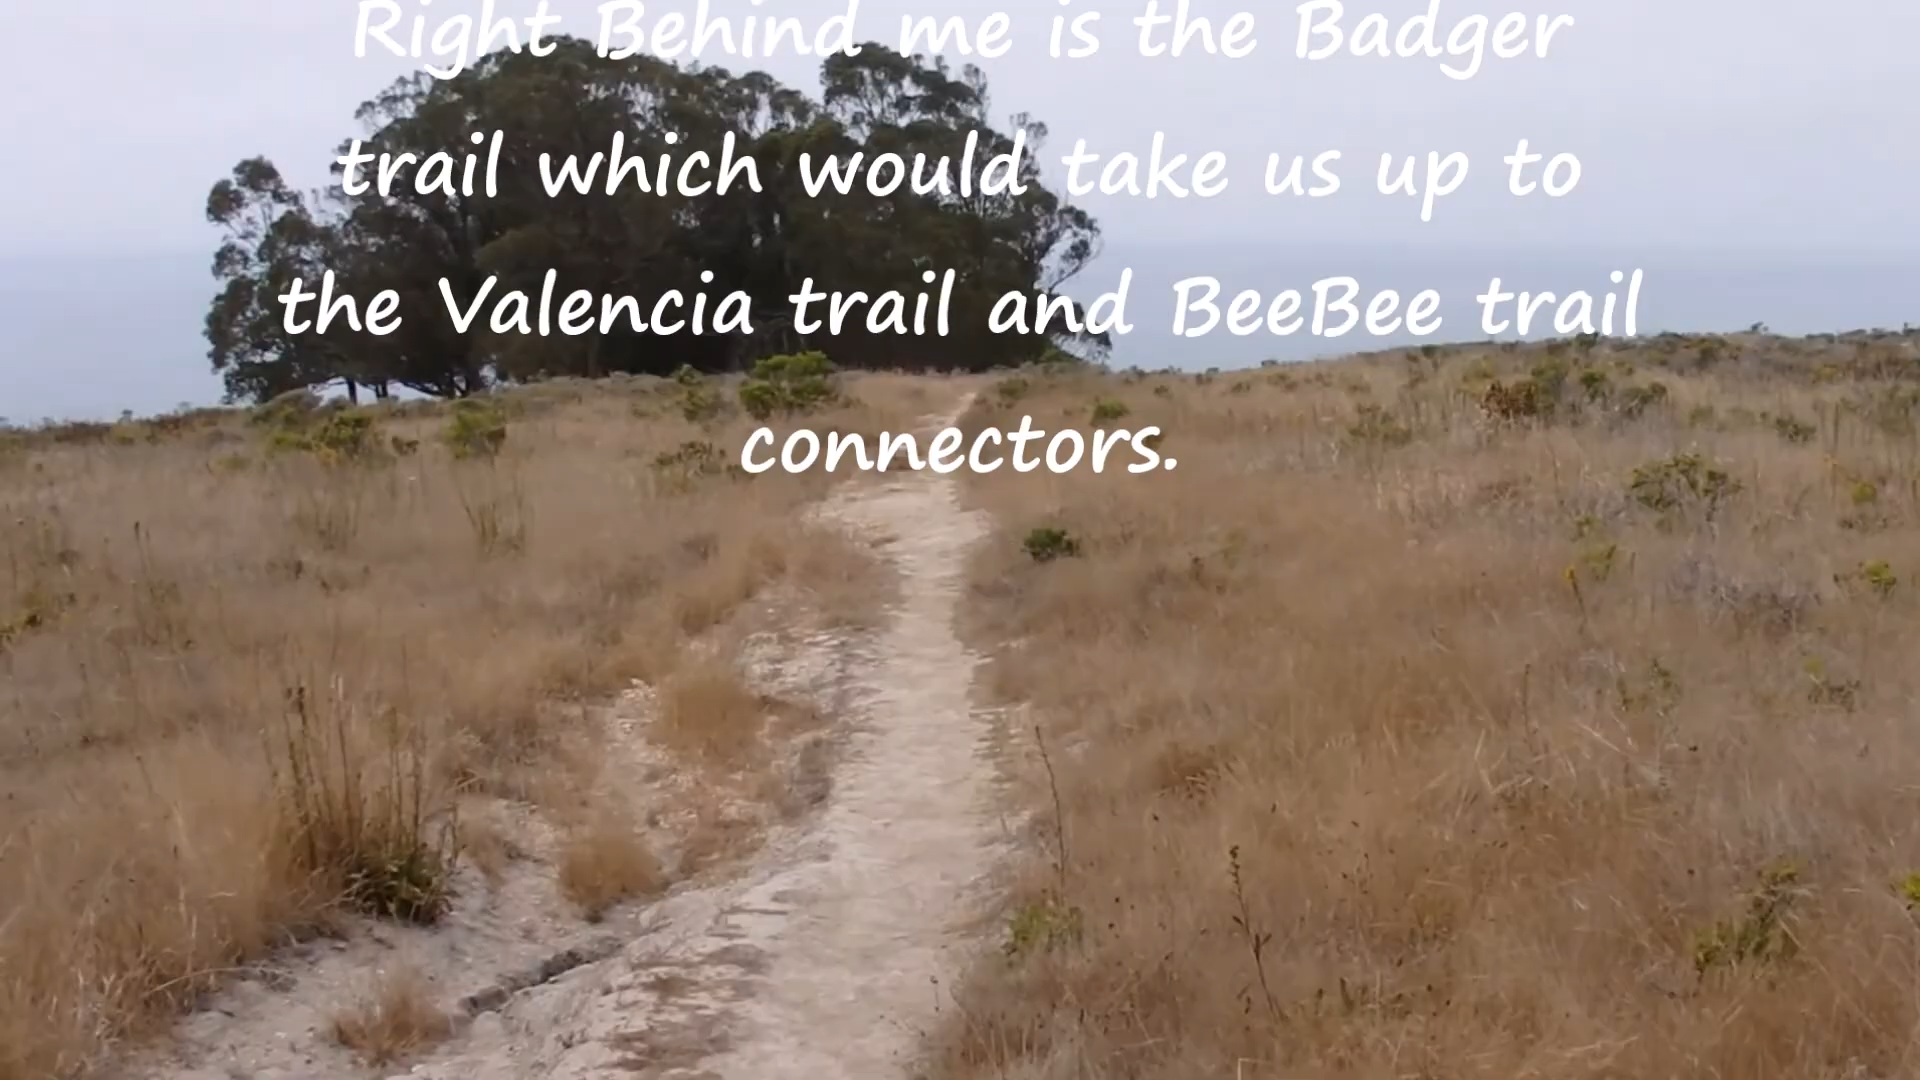 Right Behind me is the Badger
trail which would take us up to
the Valencia trail and BeeBee trail
connectors.